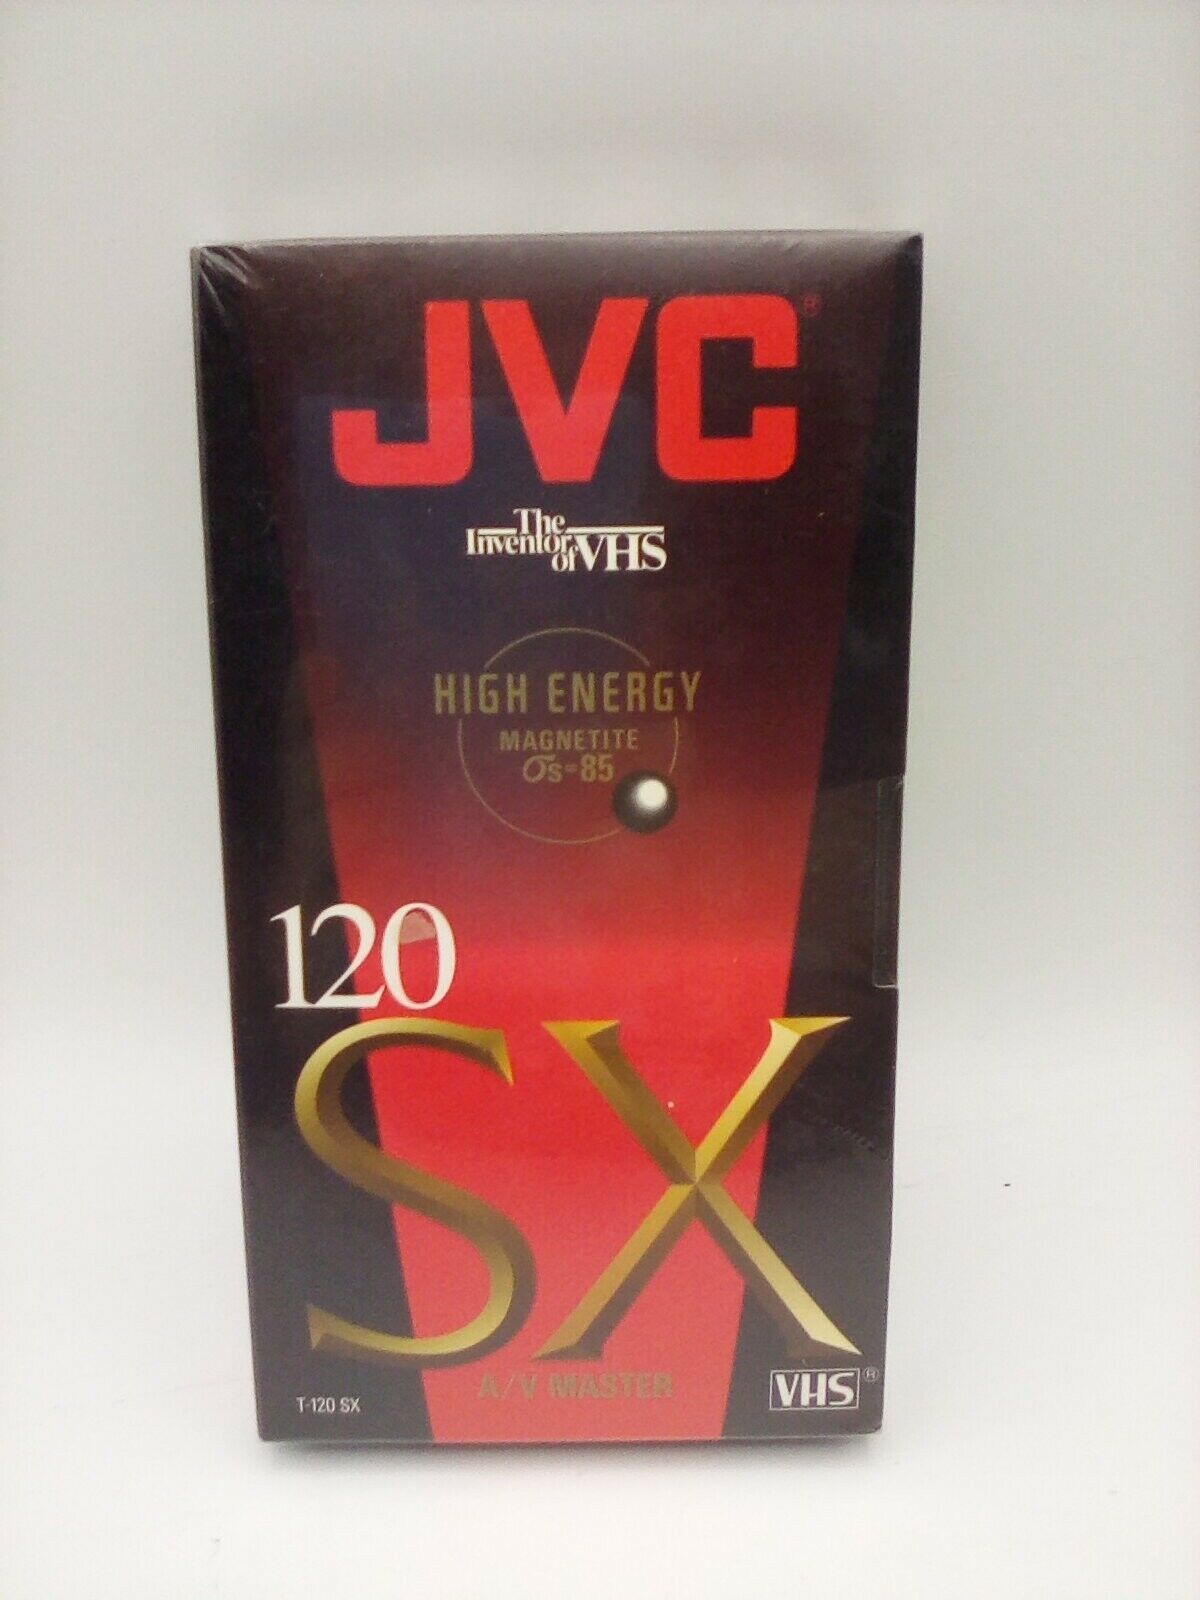 JVC®
The
Inventor of VHS
HIGH ENERGY
MAGNETITE
σs=85
120
SX
A/V MASTER
T-120 SX
VHS®